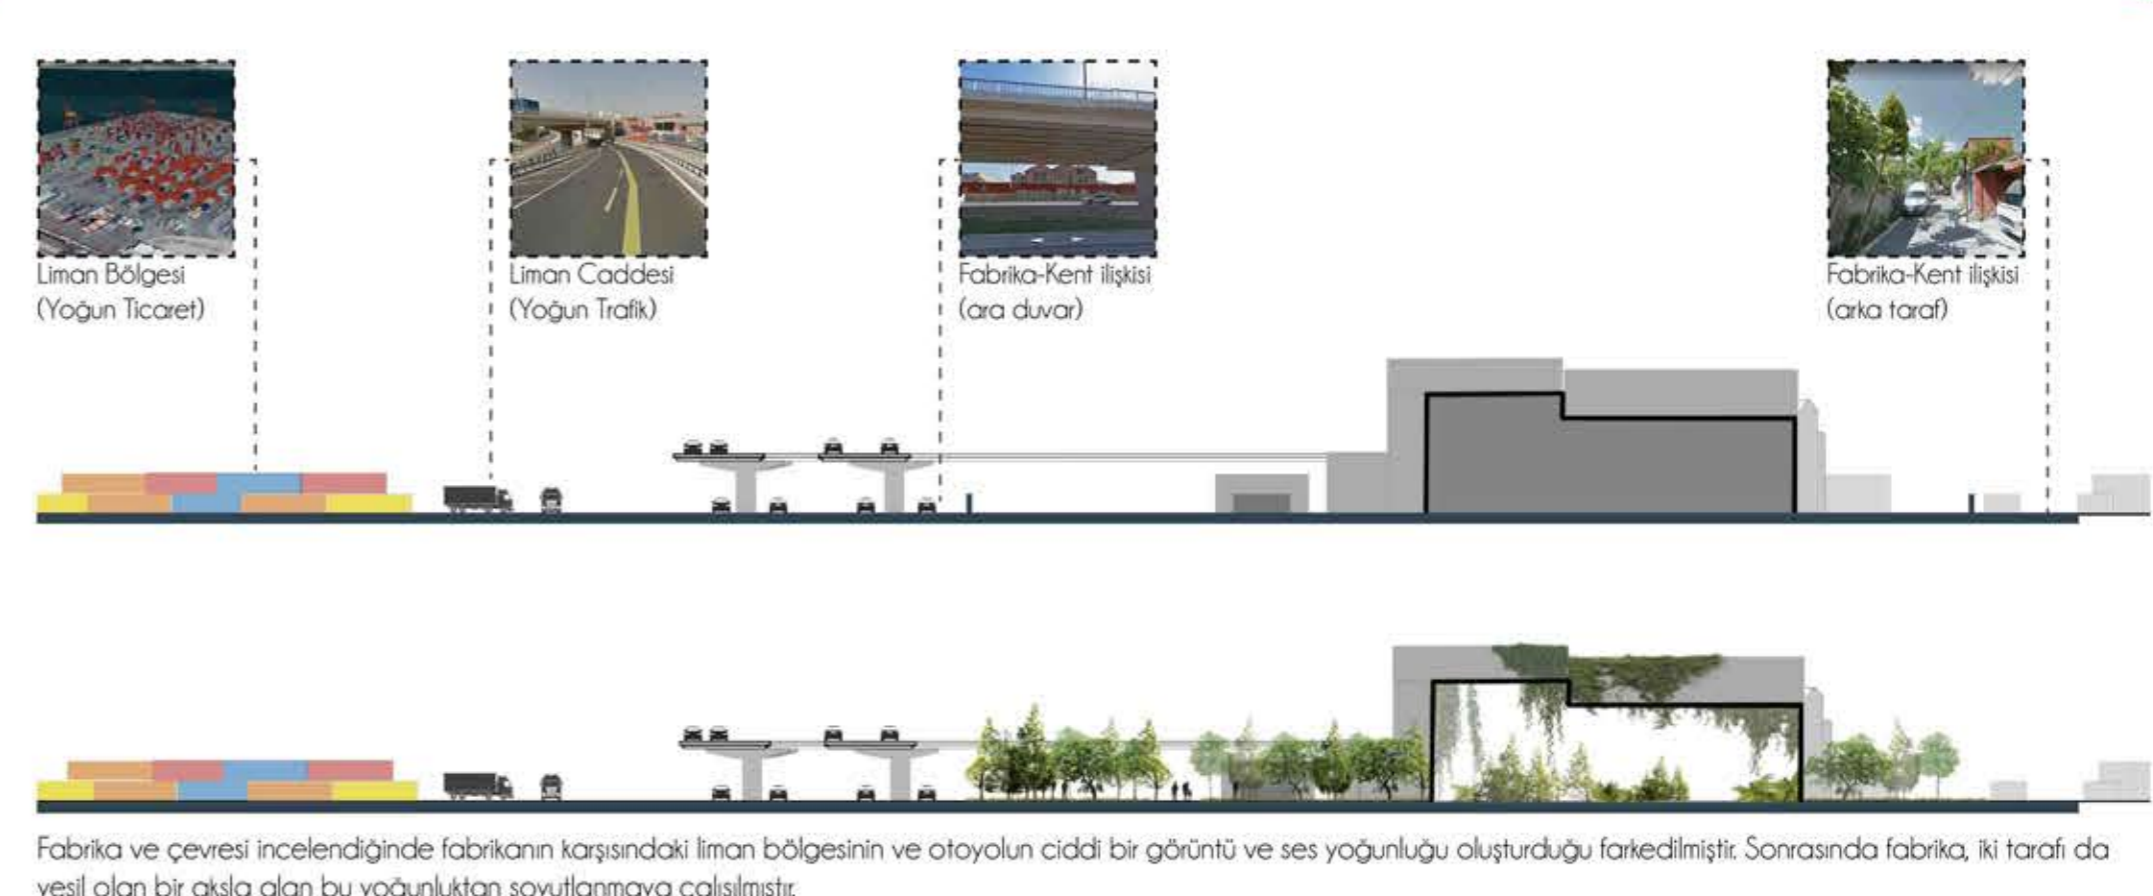 Liman Bölgesi
(Yoğun Ticaret)
Liman Caddesi
(Yoğun Trafik)
Fabrika-Kent ilişkisi
(ara duvar)
Fabrika-Kent ilişkisi
(arka taraf)
Fabrika ve çevresi incelendiğinde fabrikanın karşısındaki liman bölgesinin ve otoyolun ciddi bir görüntü ve ses yoğunluğu oluşturduğu farkedilmiştir. Sonrasında fabrika, iki tarafı da
yeşil olan bir aksla alan bu yoğunluktan soyutlanmaya çalışılmıştır.